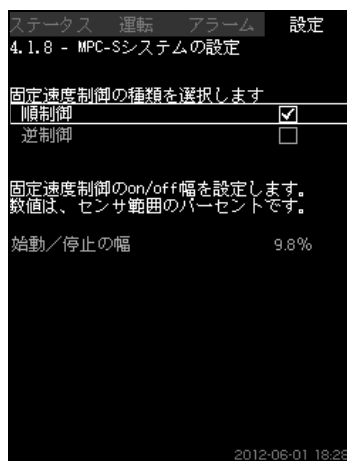 ステータス 運転 アラーム 設定
4.1.8 - MPC-Sシステムの設定
固定速度制御の種類を選択します
順制御
逆制御
固定速度制御のon/off幅を設定します。
数値は、センサ範囲のパーセントです。
始動/停止の幅 9.8%
2012-06-01 18:28